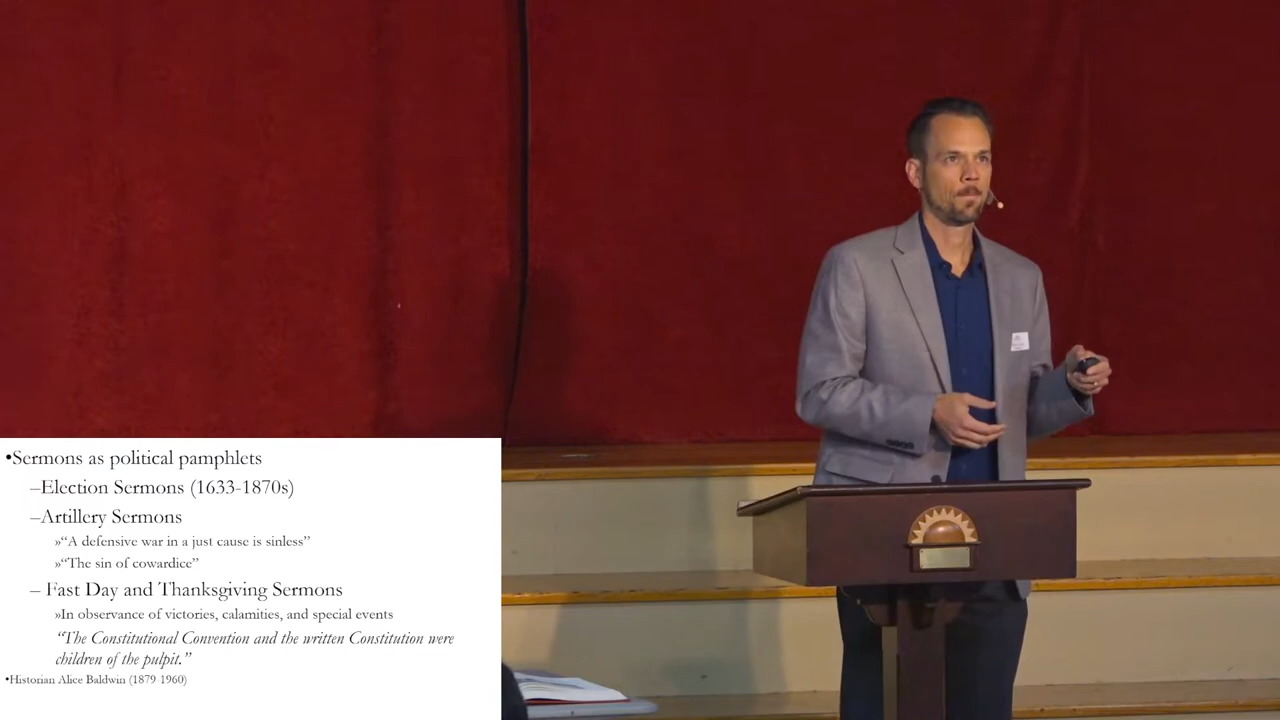 •Sermons as political pamphlets
–Election Sermons (1633-1870s)
–Artillery Sermons
»“A defensive war in a just cause is sinless”
»“The sin of cowardice”
– Fast Day and Thanksgiving Sermons
»In observance of victories, calamities, and special events
“The Constitutional Convention and the written Constitution were
children of the pulpit.”
•Historian Alice Baldwin (1879-1960)